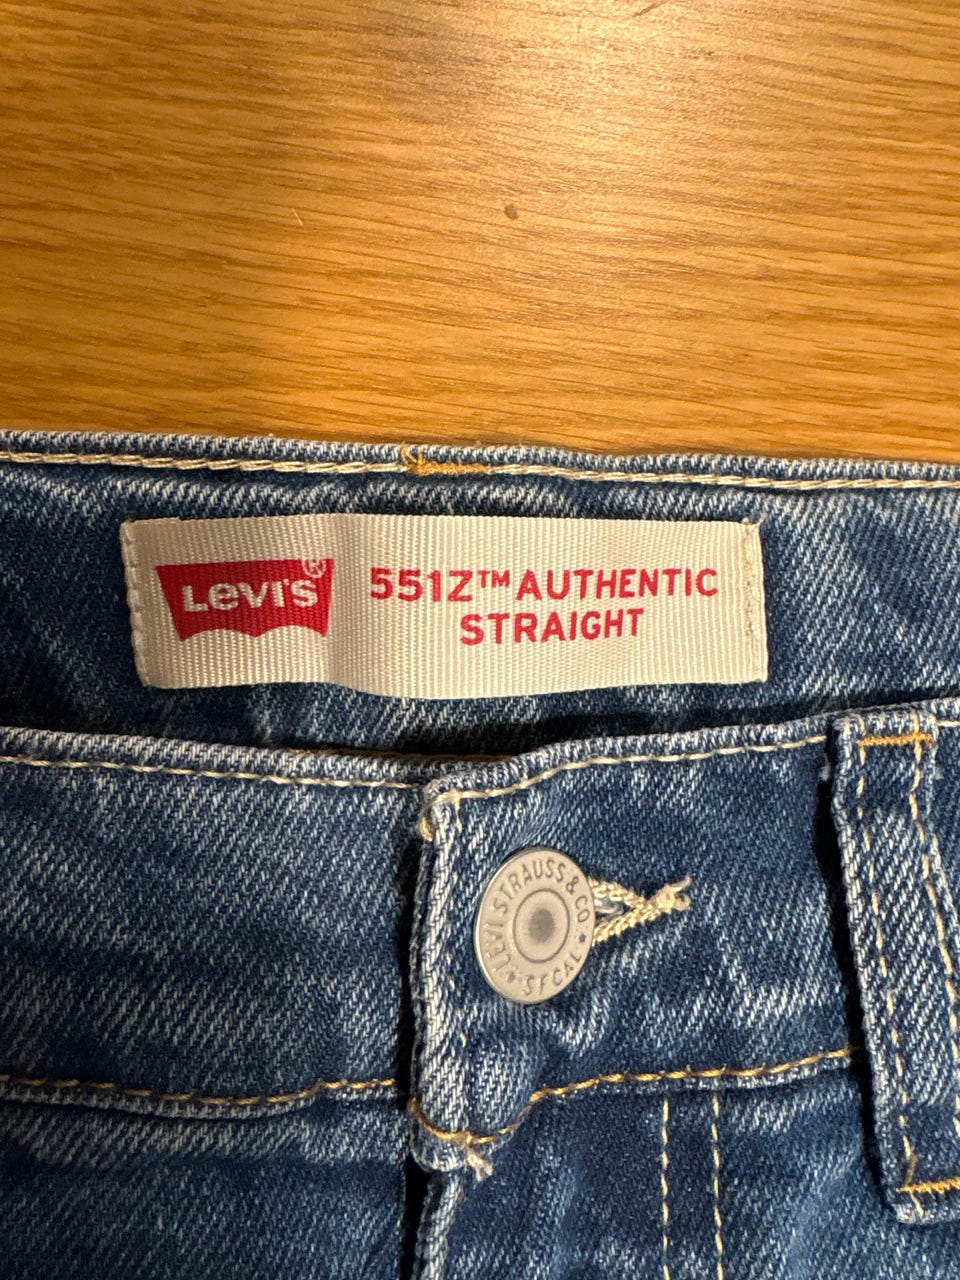 Levi's®
551Z™ AUTHENTIC
STRAIGHT
LEVI STRAUSS & CO.
S F CAL